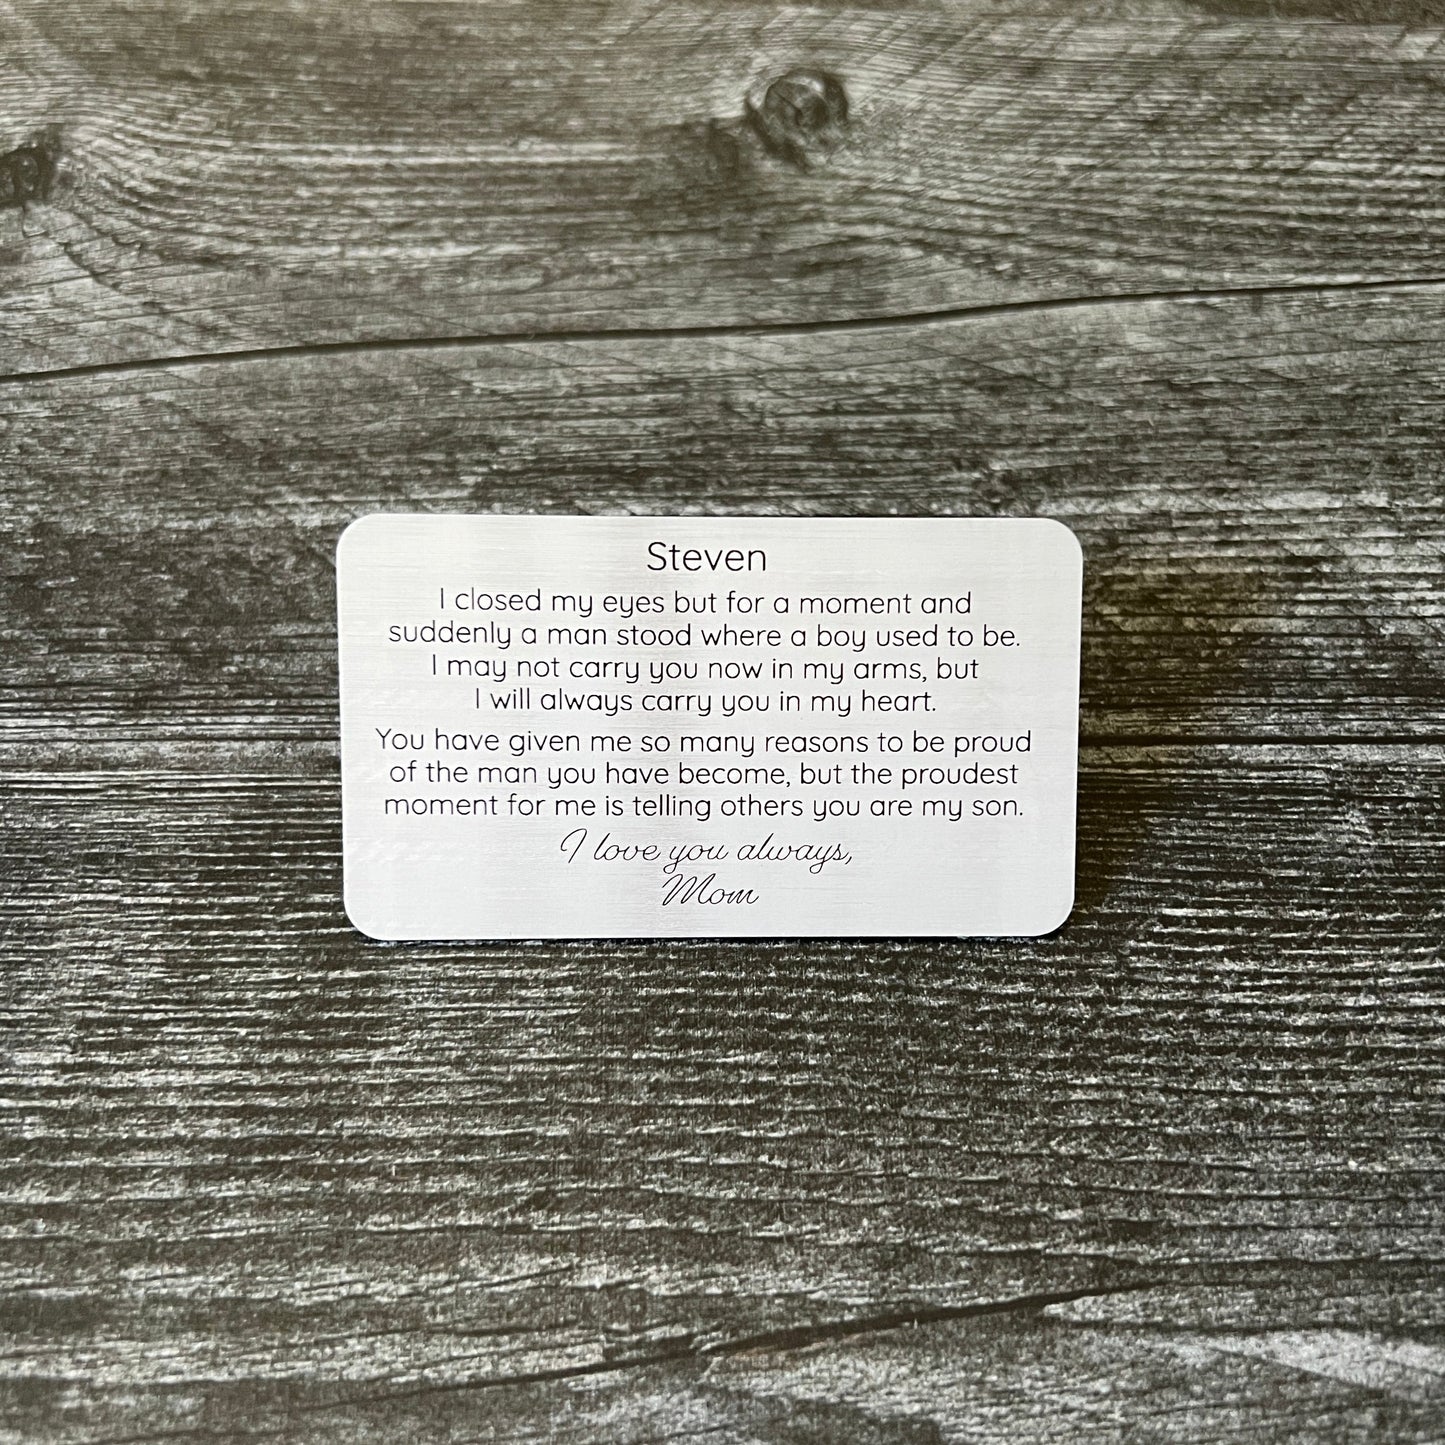 Steven
I closed my eyes but for a moment and
suddenly a man stood where a boy used to be.
I may not carry you now in my arms, but
I will always carry you in my heart.
You have given me so many reasons to be proud
of the man you have become, but the proudest
moment for me is telling others you are my son.
I love you always,
Mom